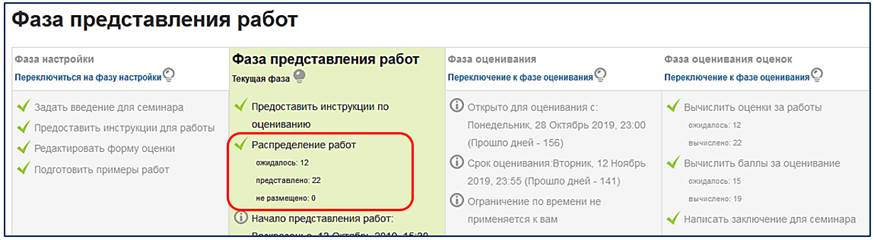 Фаза представления работ
Фаза настройки
Переключиться на фазу настройки
Задать введение для семинара
Предоставить инструкции для работы
Редактировать форму оценки
Подготовить примеры работ
Фаза представления работ
Текущая фаза
Предоставить инструкции по
оцениванию
Распределение работ
ожидалось: 12
представлено: 22
не размещено: 0
Начало представления работ:
Фаза оценивания
Переключение к фазе оценивания
Открыто для оценивания с:
Понедельник, 28 Октябрь 2019, 23:00
(Прошло дней - 156)
Срок оценивания:Вторник, 12 Ноябрь
2019, 23:55 (Прошло дней - 141)
Ограничение по времени не
применяется к вам
Фаза оценивания оценок
Переключение к фазе оценивания
Вычислить оценки за работы
ожидалось: 12
вычислено: 22
Вычислить баллы за оценивание
ожидалось: 15
вычислено: 19
Написать заключение для семинара